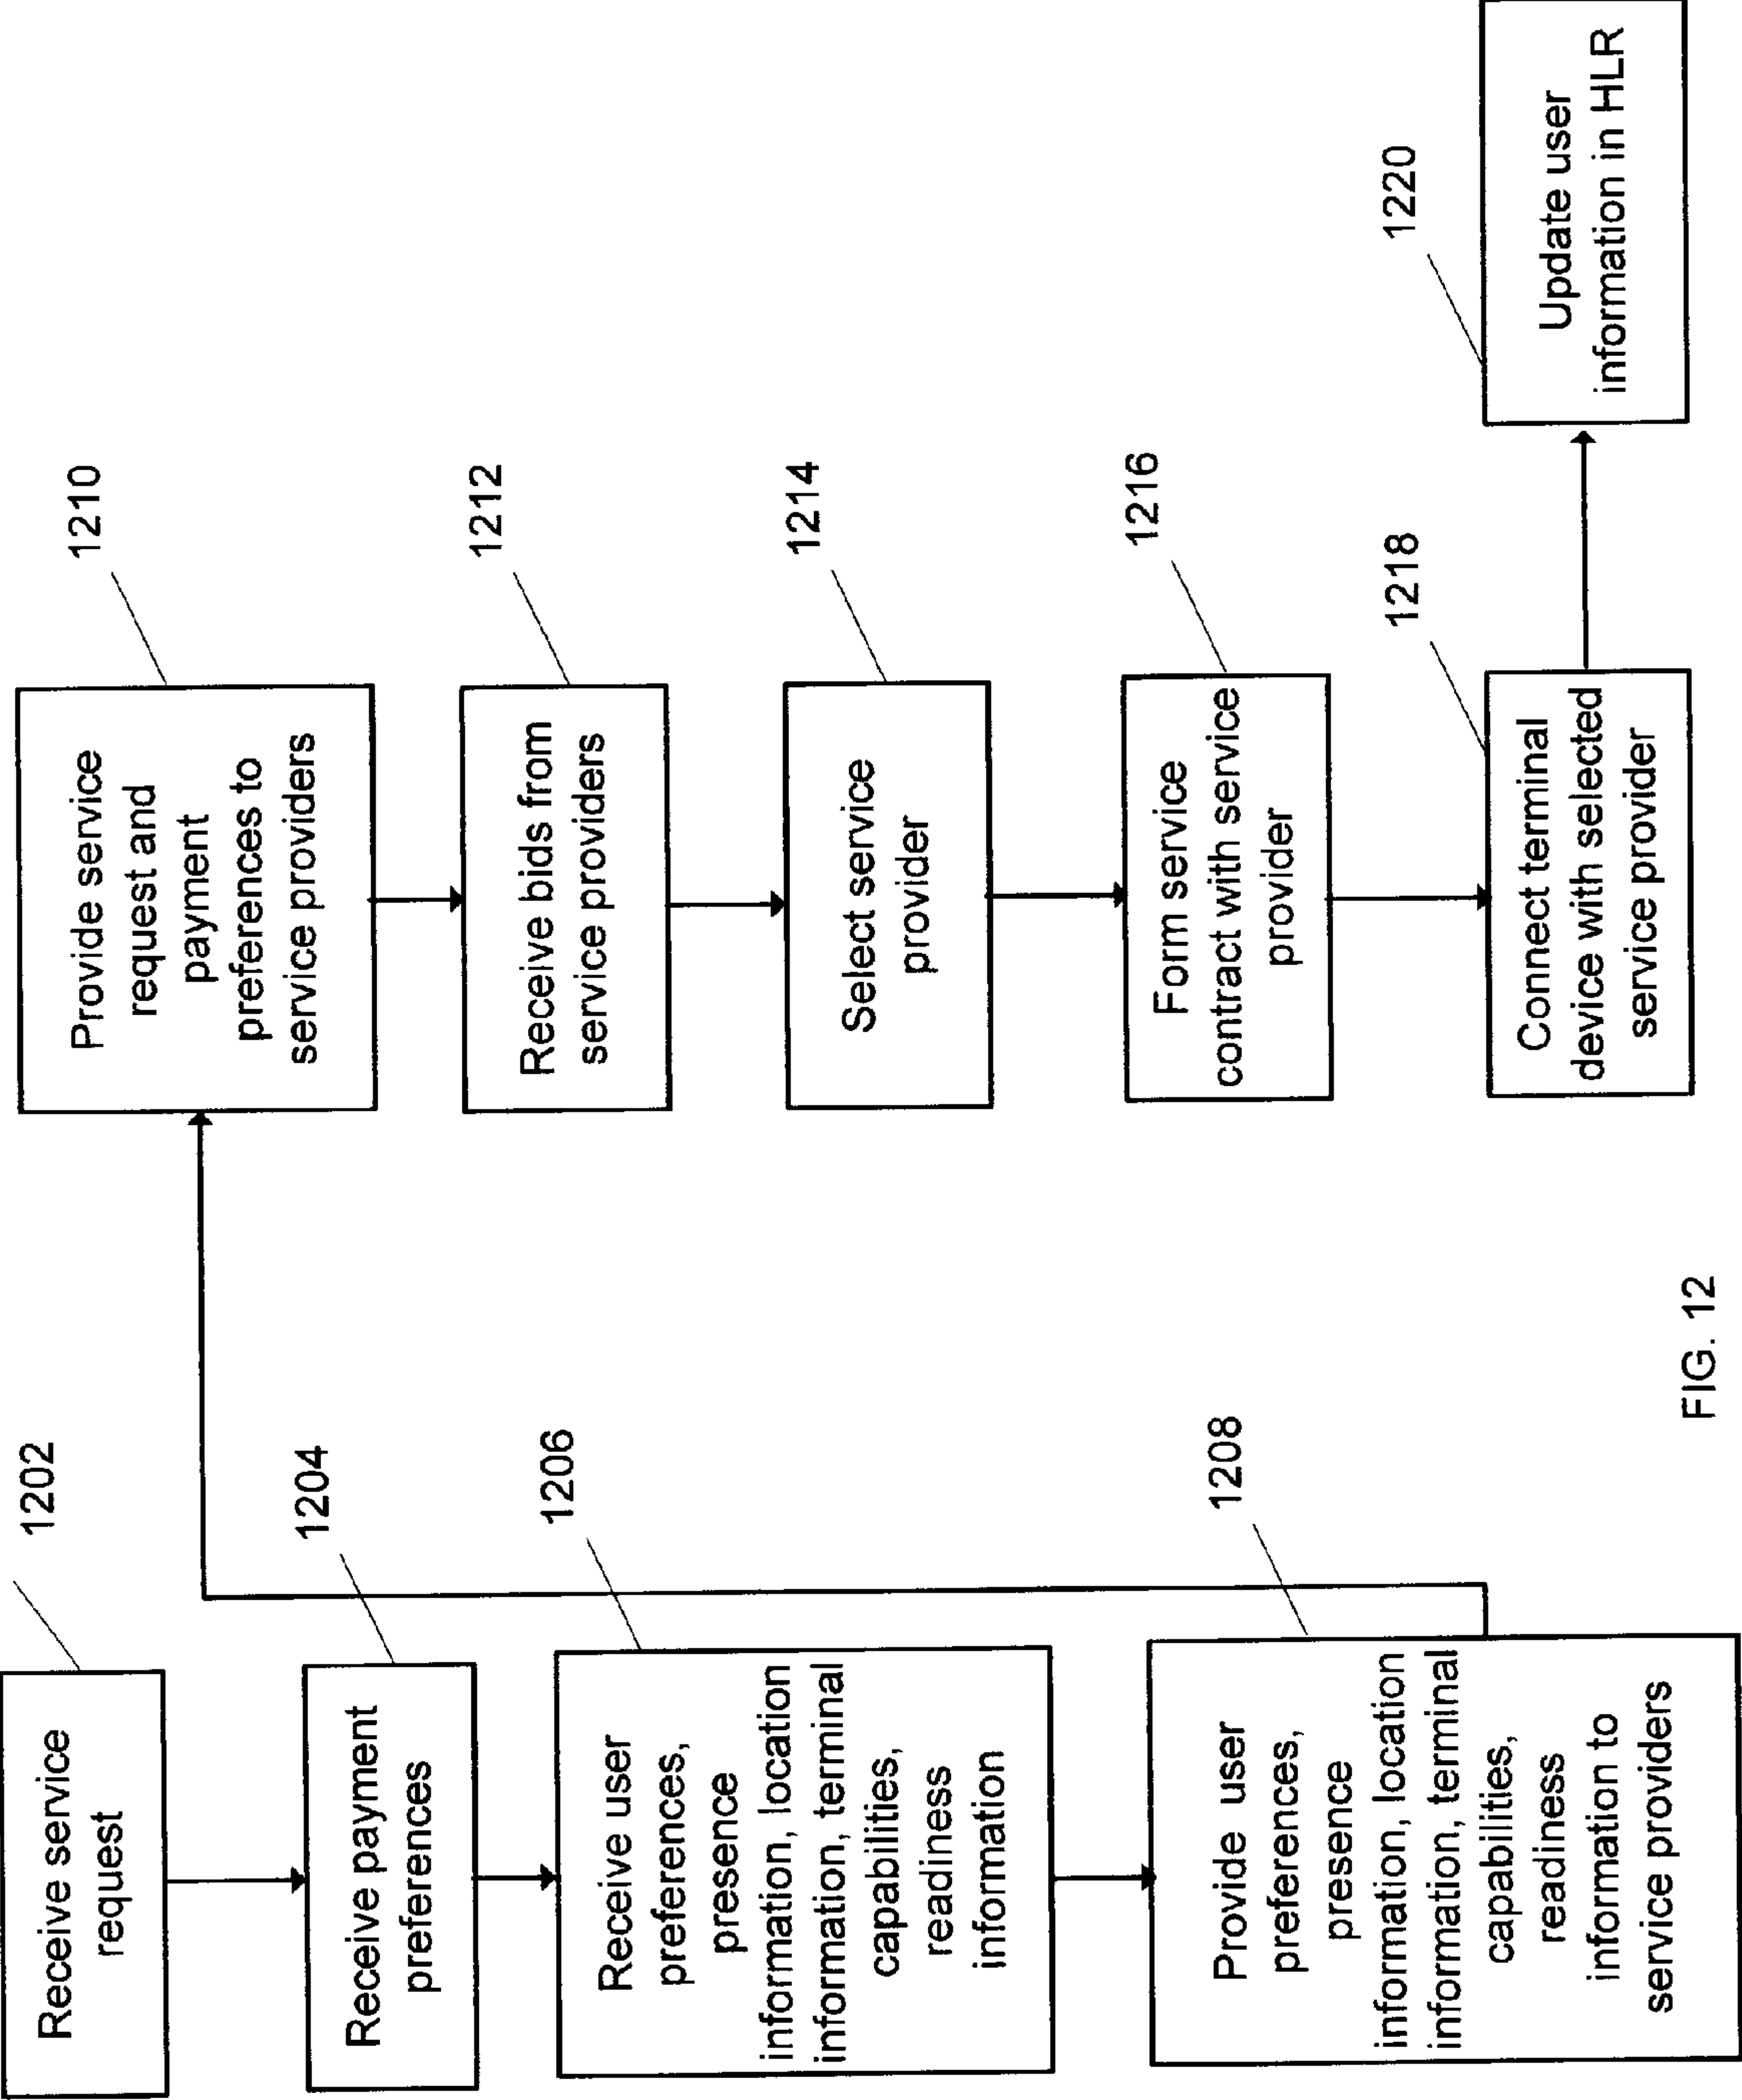 1202
Receive service
request
1204
Receive payment
preferences
1206
Receive user
preferences,
presence
information, location
information, terminal
capabilities,
readiness
information
1208
Provide user
preferences,
presence
information, location
information, terminal
capabilities,
readiness
information to
service providers
1210
Provide service
request and
payment
preferences to
service providers
1212
Receive bids from
service providers
1214
Select service
provider
1216
Form service
contract with service
provider
1218
Connect terminal
device with selected
service provider
1220
Update user
information in HLR
FIG. 12